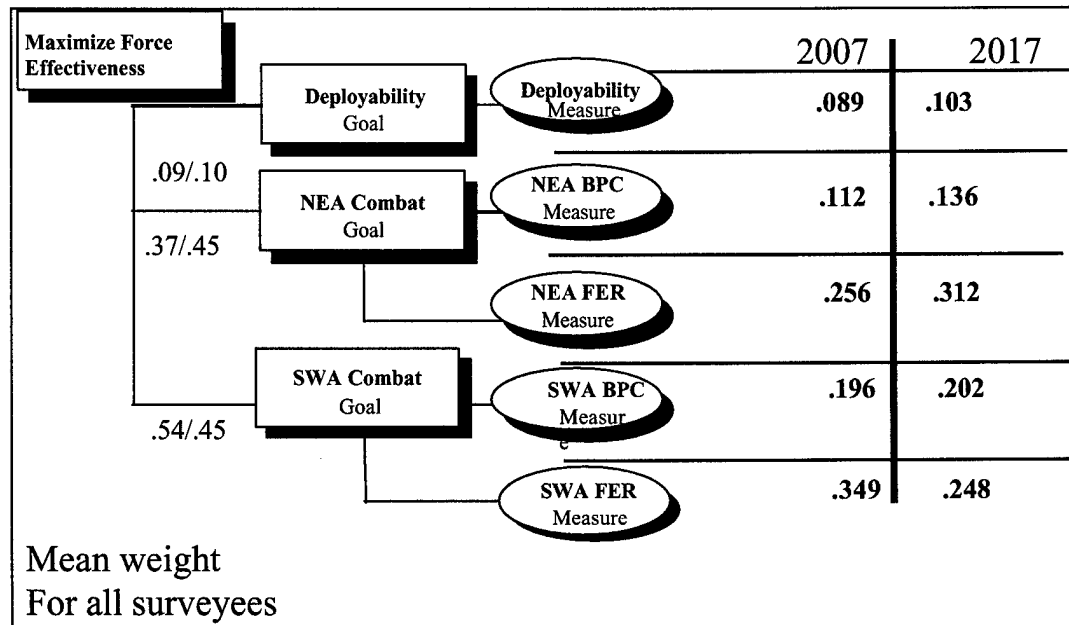 Maximize Force
Effectiveness
2007 2017
Deployability
Goal
Deployability
Measure
.089 .103
.09/.10
NEA Combat
Goal
NEA BPC
Measure
.112 .136
.37/.45
NEA FER
Measure
.256 .312
SWA Combat
Goal
SWA BPC
Measur
e
.196 .202
.54/.45
SWA FER
Measure
.349 .248
Mean weight
For all surveyees